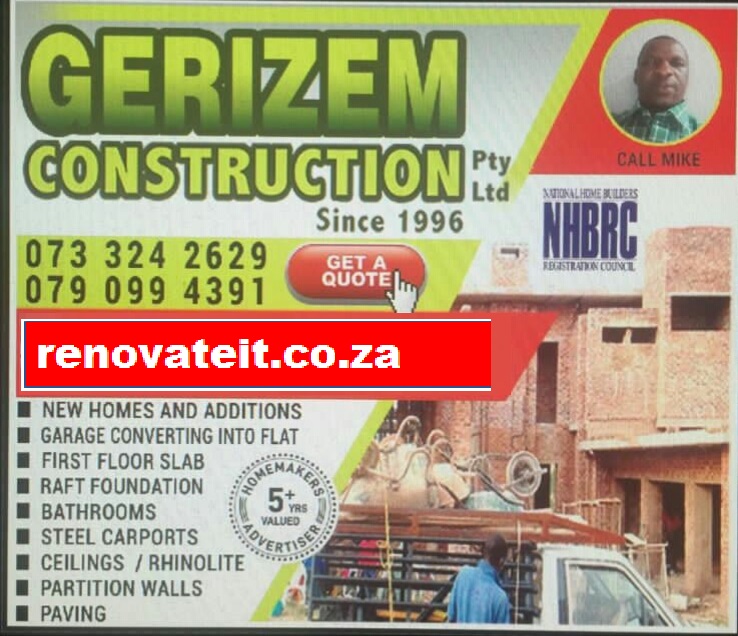 GERIZEM
CONSTRUCTION Pty Ltd
Since 1996
CALL MIKE
NATIONAL HOME BUILDERS
NHBRC
REGISTRATION COUNCIL
073 324 2629
079 099 4391
GET A
QUOTE
renovateit.co.za
NEW HOMES AND ADDITIONS
GARAGE CONVERTING INTO FLAT
FIRST FLOOR SLAB
RAFT FOUNDATION
BATHROOMS
STEEL CARPORTS
CEILINGS / RHINOLITE
PARTITION WALLS
PAVING
HOMEMAKERS
5+ YRS
VALUED
ADVERTISER